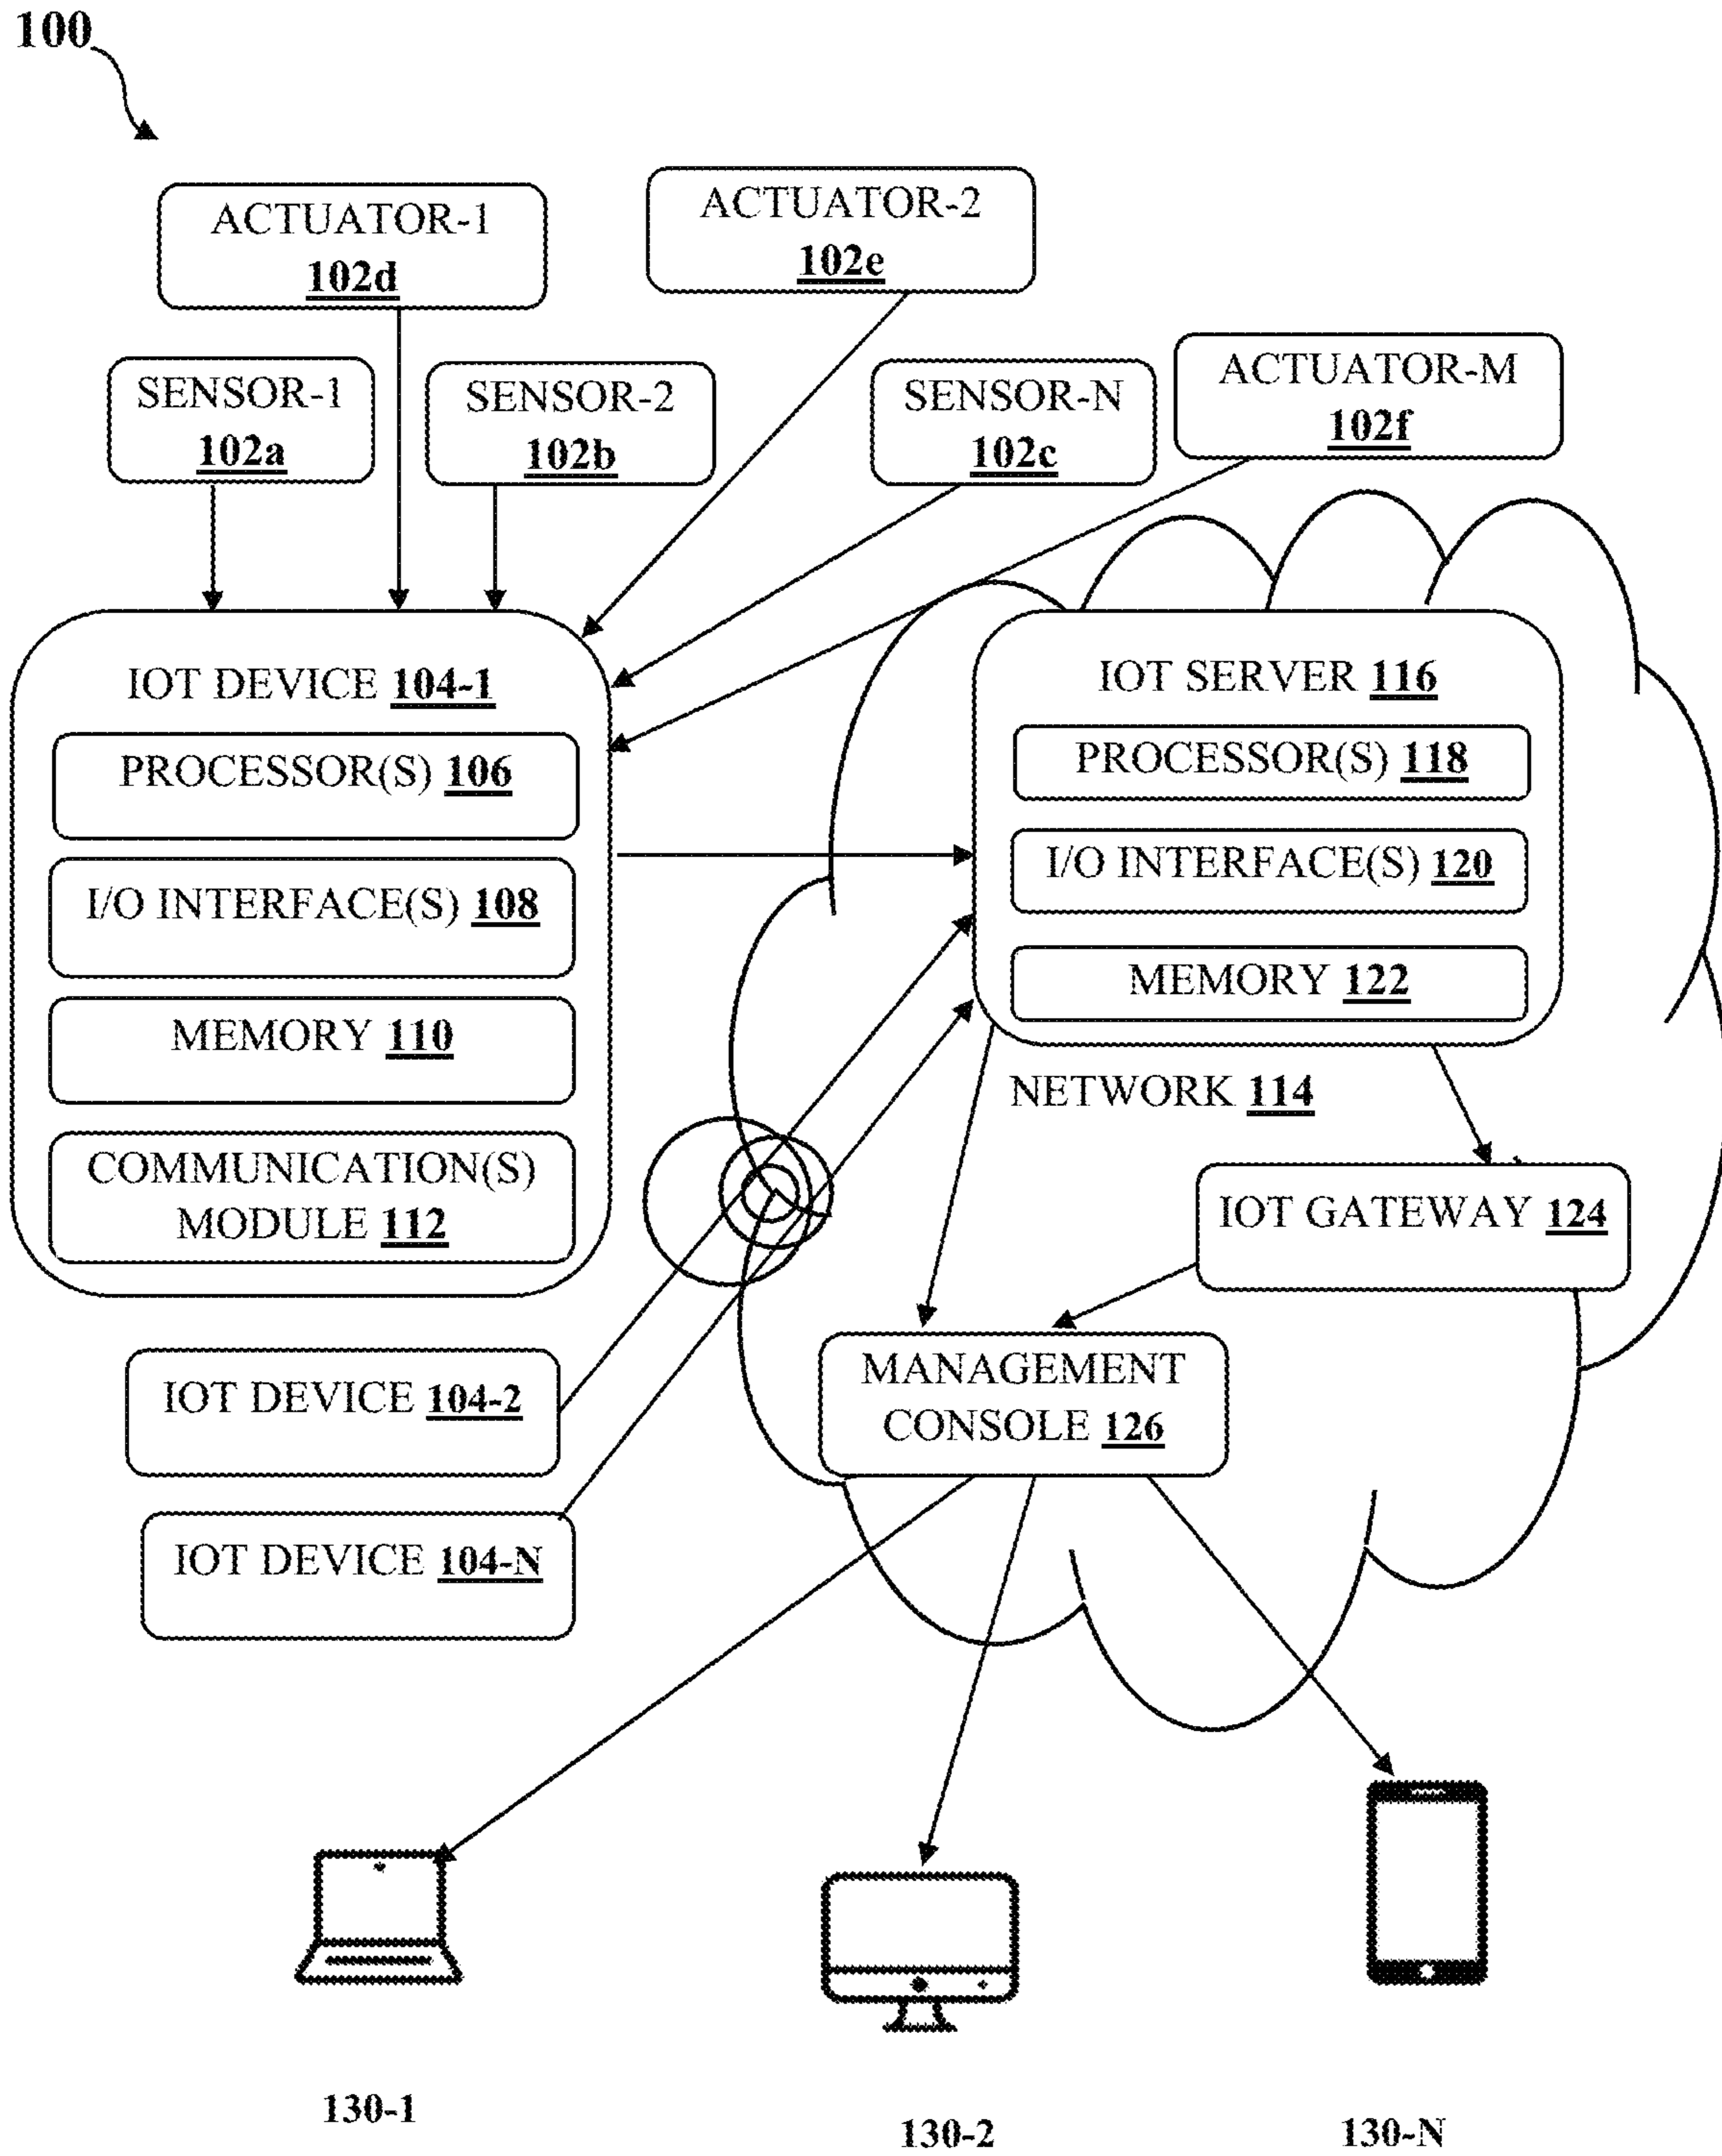 100
ACTUATOR-1
102d
ACTUATOR-2
102e
SENSOR-1
102a
SENSOR-2
102b
SENSOR-N
102c
ACTUATOR-M
102f
IOT DEVICE 104-1
PROCESSOR(S) 106
I/O INTERFACE(S) 108
MEMORY 110
COMMUNICATION(S)
MODULE 112
IOT SERVER 116
PROCESSOR(S) 118
I/O INTERFACE(S) 120
MEMORY 122
NETWORK 114
IOT GATEWAY 124
MANAGEMENT
CONSOLE 126
IOT DEVICE 104-2
IOT DEVICE 104-N
130-1
130-2
130-N